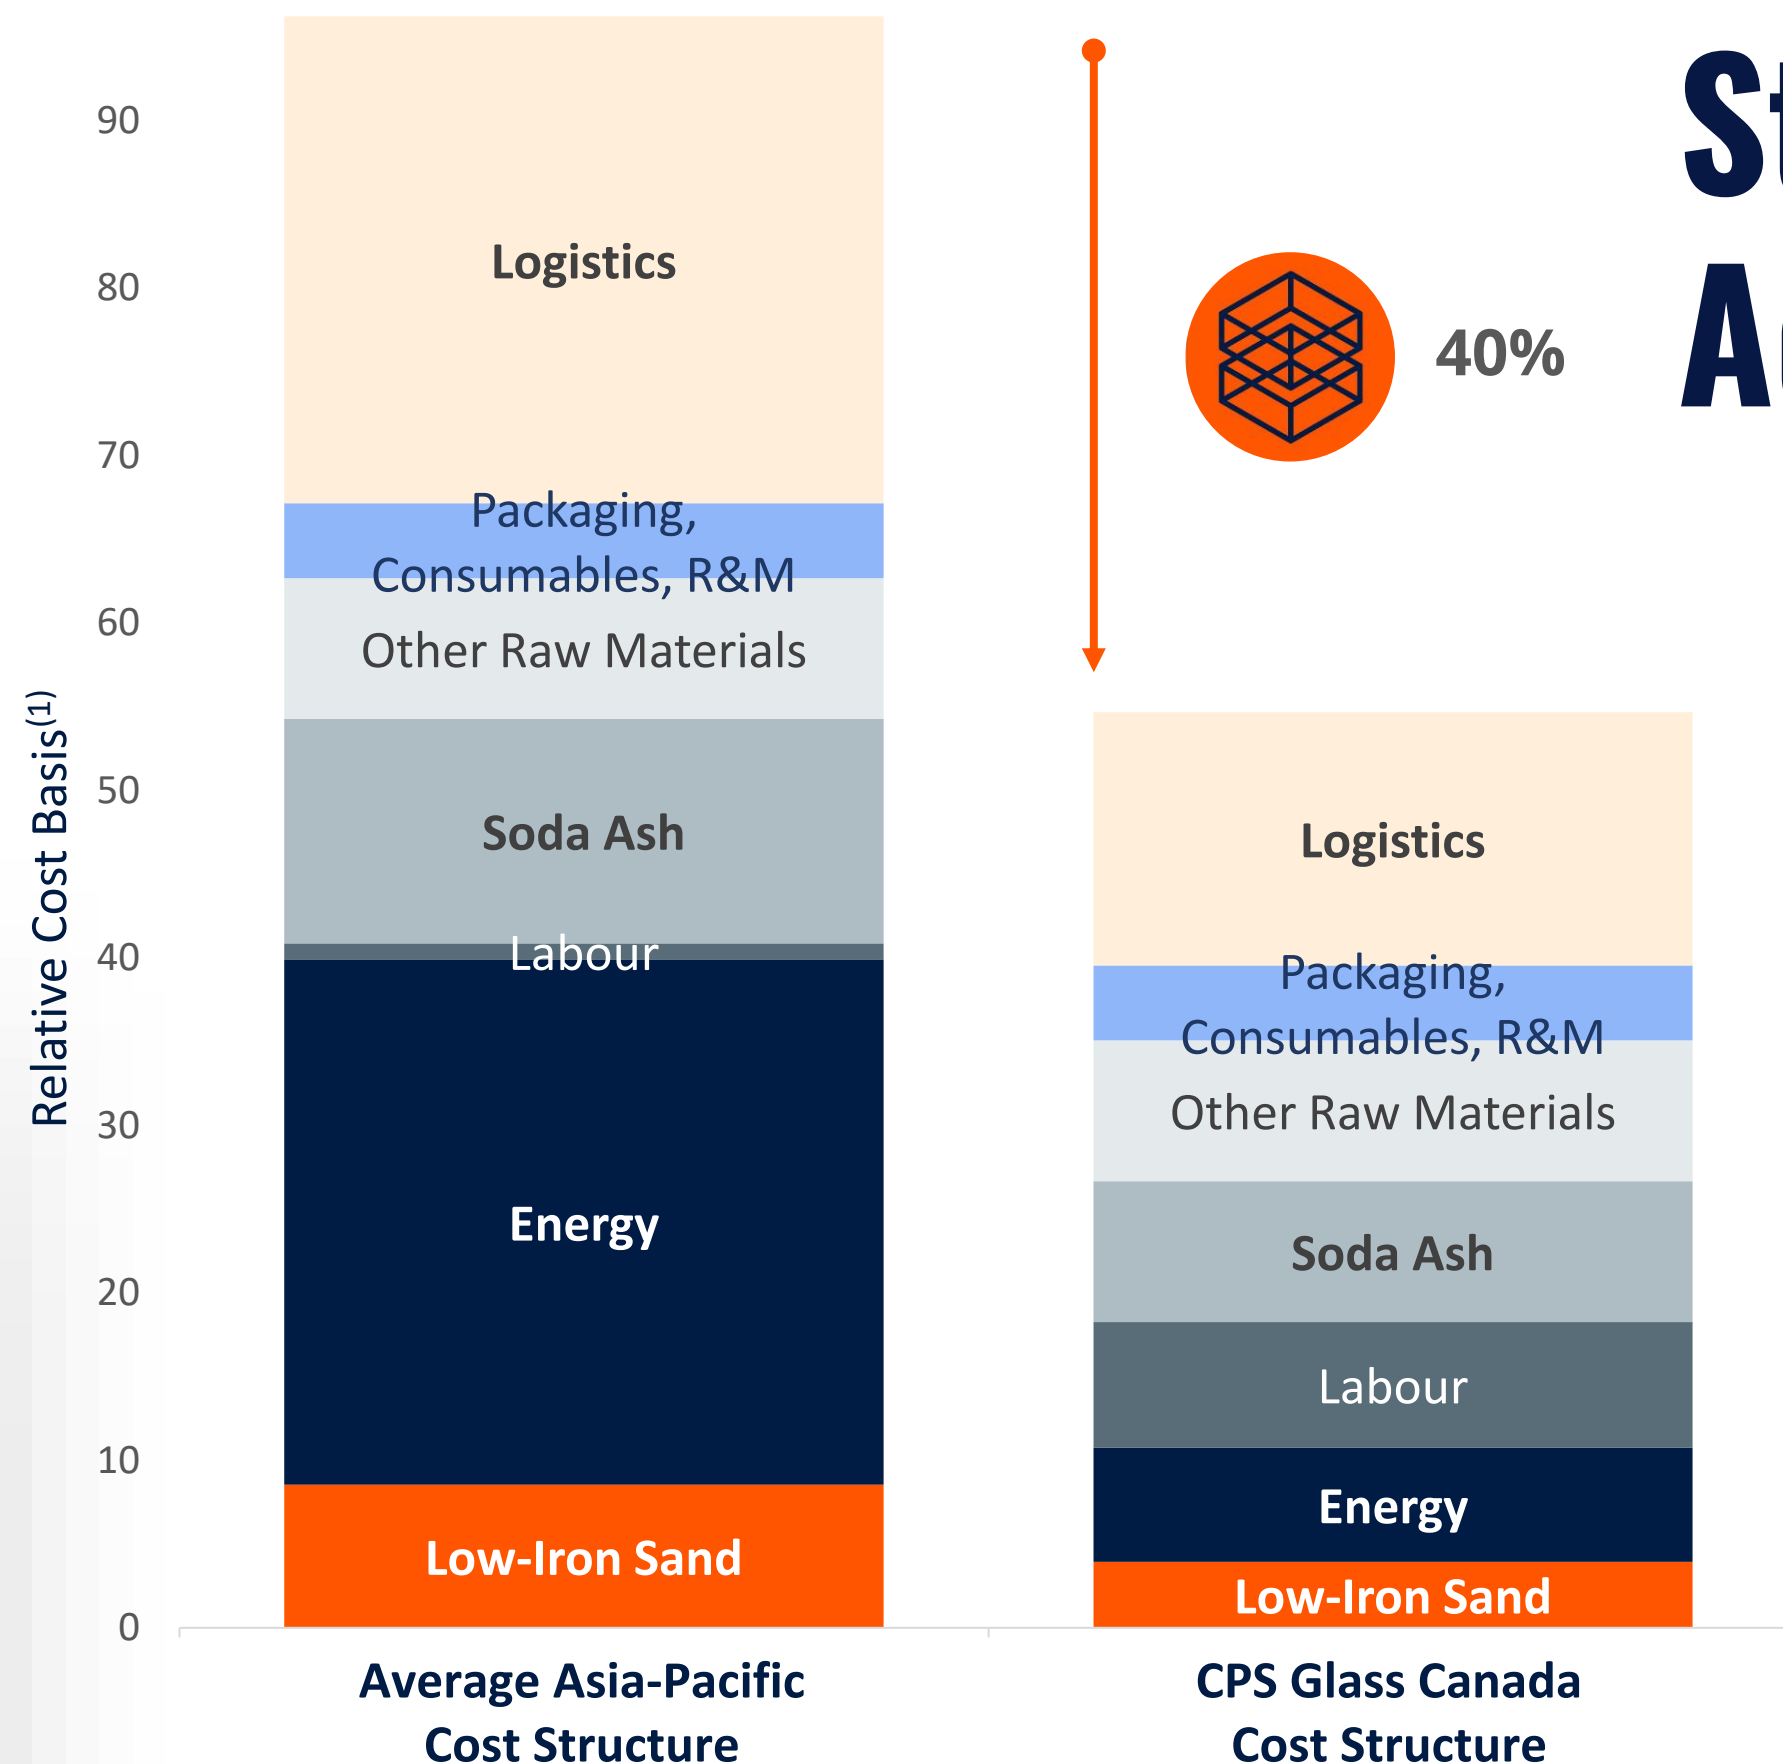 90
80
70
60
50
40
30
20
10
0
Relative Cost Basis(1)
Logistics
Packaging,
Consumables, R&M
Other Raw Materials
Soda Ash
Labour
Energy
Low-Iron Sand
Average Asia-Pacific
Cost Structure
40%
Logistics
Packaging,
Consumables, R&M
Other Raw Materials
Soda Ash
Labour
Energy
Low-Iron Sand
CPS Glass Canada
Cost Structure